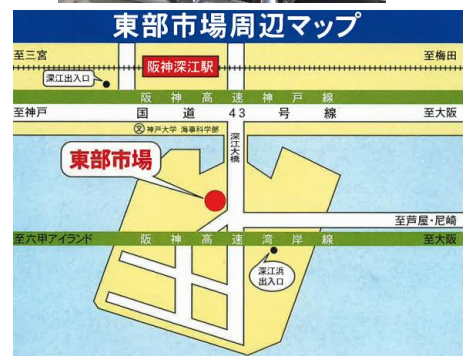 東部市場周辺マップ
至三宮
阪神深江駅
至梅田
深江出入口
阪神高速神戸線
至神戸
国道43号線
至大阪
文 神戸大学 海事科学部
深江大橋
東部市場
至芦屋・尼崎
至六甲アイランド
阪神高速湾岸線
至大阪
深江浜
出入口